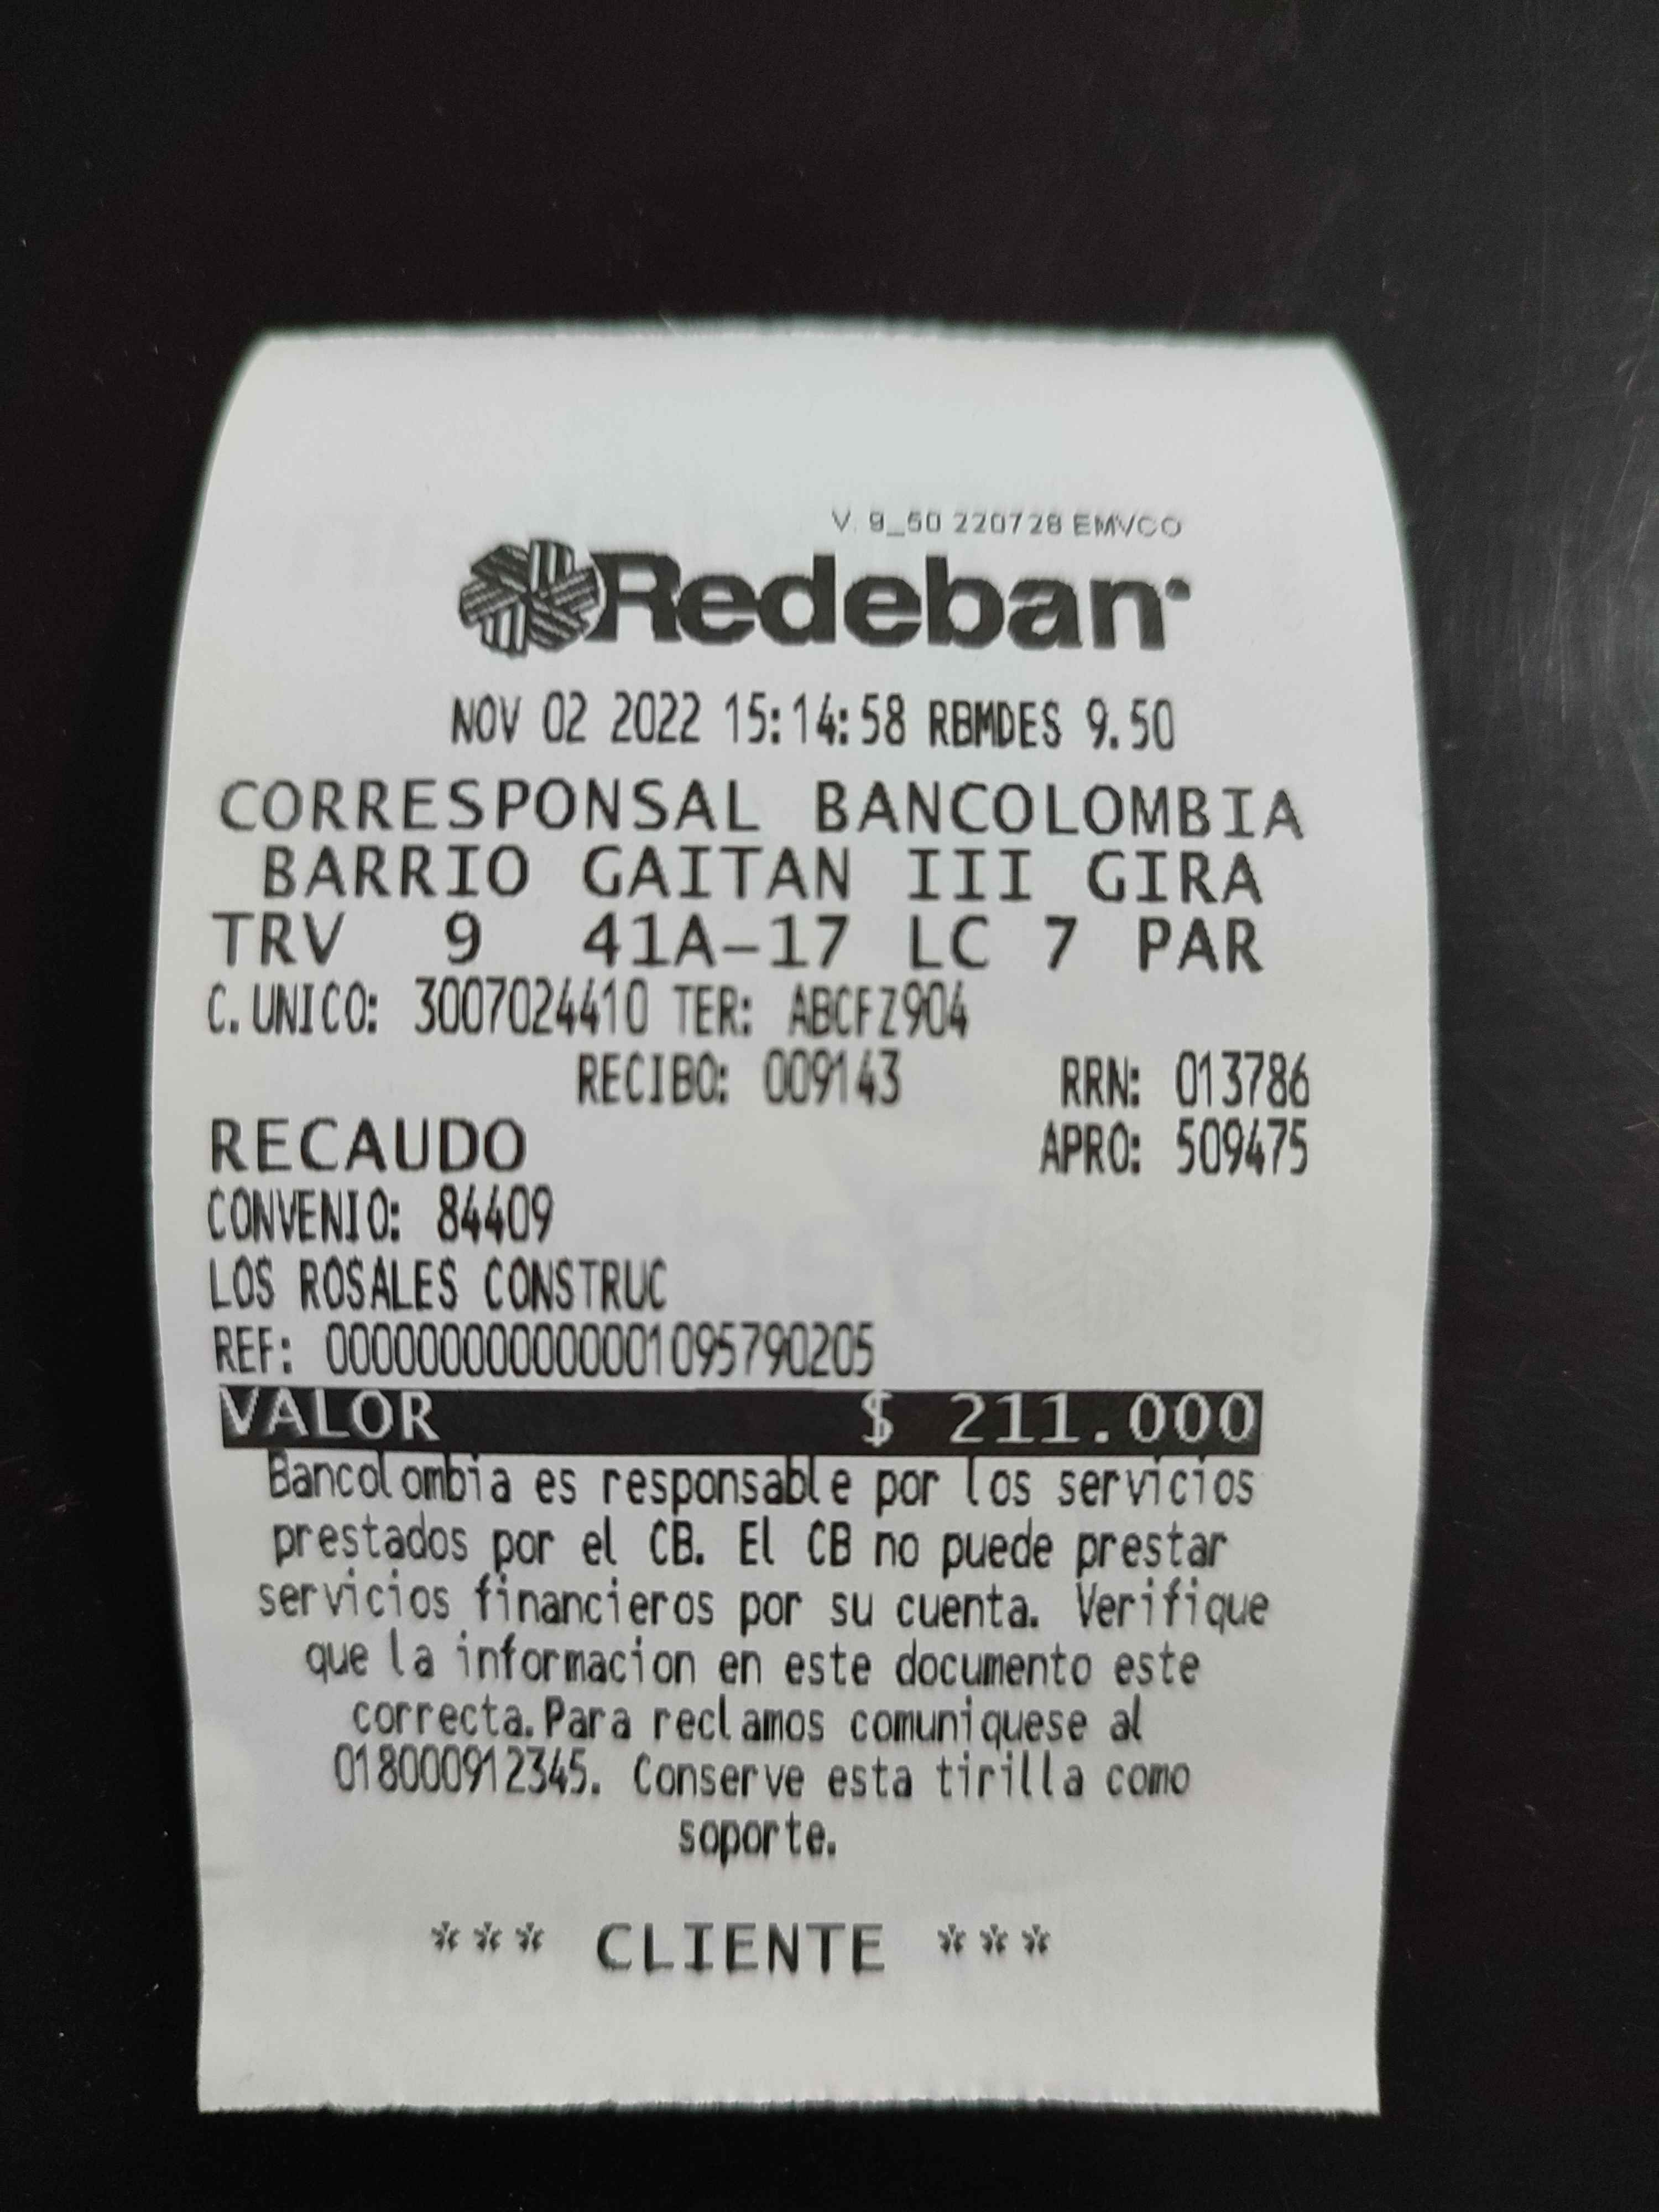 V. 9_50 220728 EMVCO
Redeban
NOV 02 2022 15:14:58 RBMDES 9.50
CORRESPONSAL BANCOLOMBIA
BARRIO GAITAN III GIRA
TRV 9 41A-17 LC 7 PAR
C.UNICO: 3007024410 TER: ABCFZ904
RECIBO: 009143 RRN: 013786
RECAUDO APRO: 509475
CONVENIO: 84409
LOS ROSALES CONSTRUC
REF: 00000000000001095790205
VALOR $ 211.000
Bancolombia es responsable por los servicios
prestados por el CB. El CB no puede prestar
servicios financieros por su cuenta. Verifique
que la informacion en este documento este
correcta.Para reclamos comuniquese al
018000912345. Conserve esta tirilla como
soporte.
*** CLIENTE ***